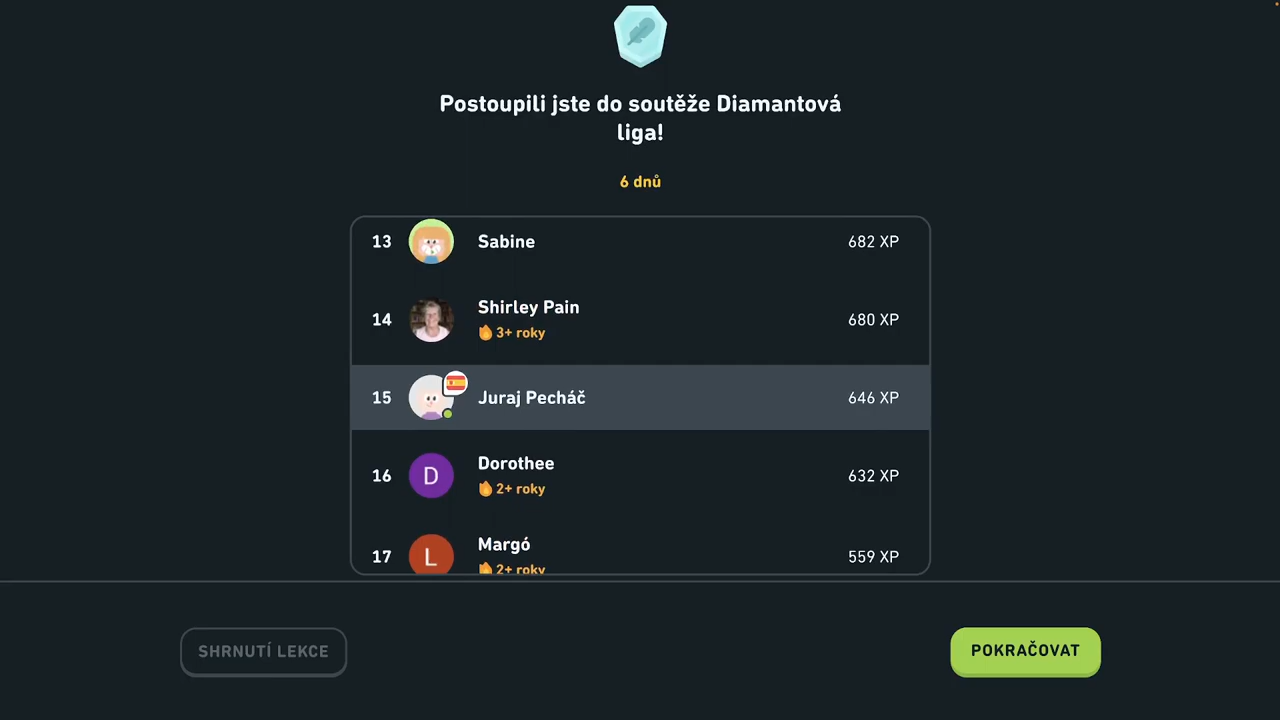 Postoupili jste do soutěže Diamantová
liga!
6 dnů
13 Sabine 682 XP
14 Shirley Pain 680 XP
3+ roky
15 Juraj Pecháč 646 XP
16 D Dorothee 632 XP
2+ roky
17 L Margó 559 XP
2+ roky
SHRNUTÍ LEKCE
POKRAČOVAT